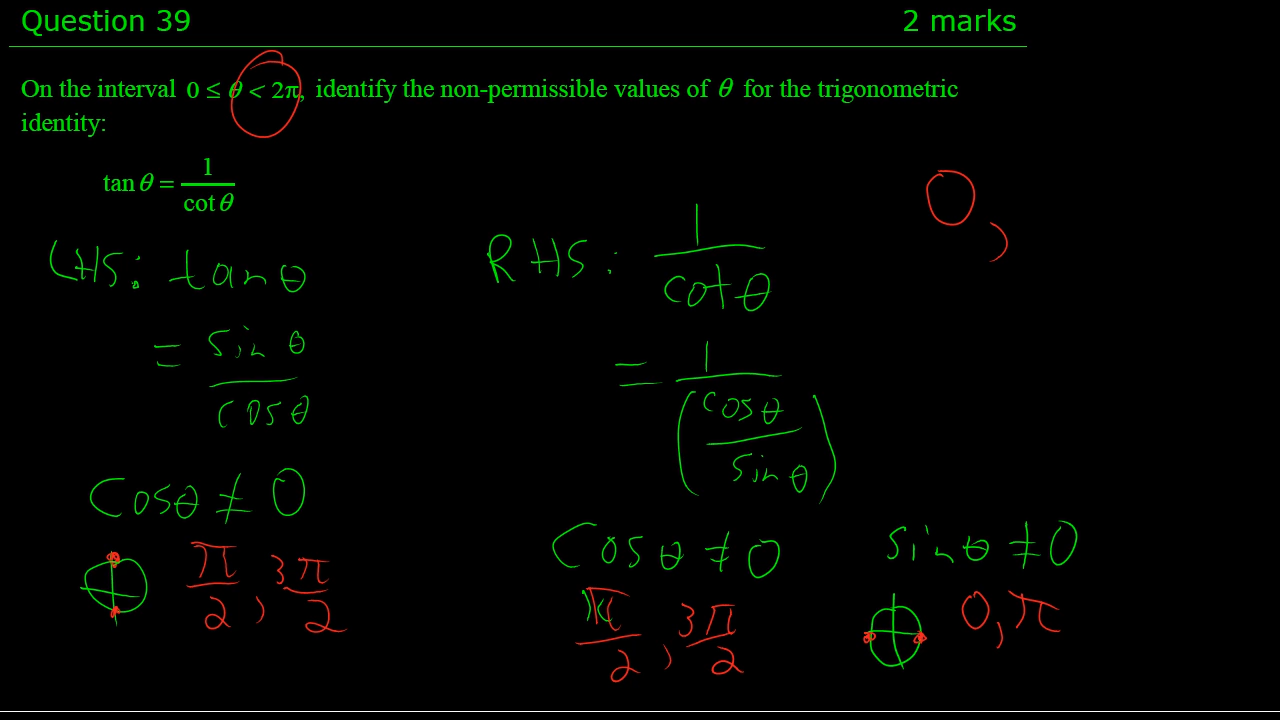 Question 39 2 marks
On the interval 0 ≤ θ < 2π, identify the non-permissible values of θ for the trigonometric
identity:
tan θ = 1/cot θ
LHS: tan θ
= sin θ/cos θ
cos θ ≠ 0
π/2, 3π/2
RHS: 1/cot θ
= 1/(cos θ/sin θ)
cos θ ≠ 0
π/2, 3π/2
sin θ ≠ 0
0, π
0,